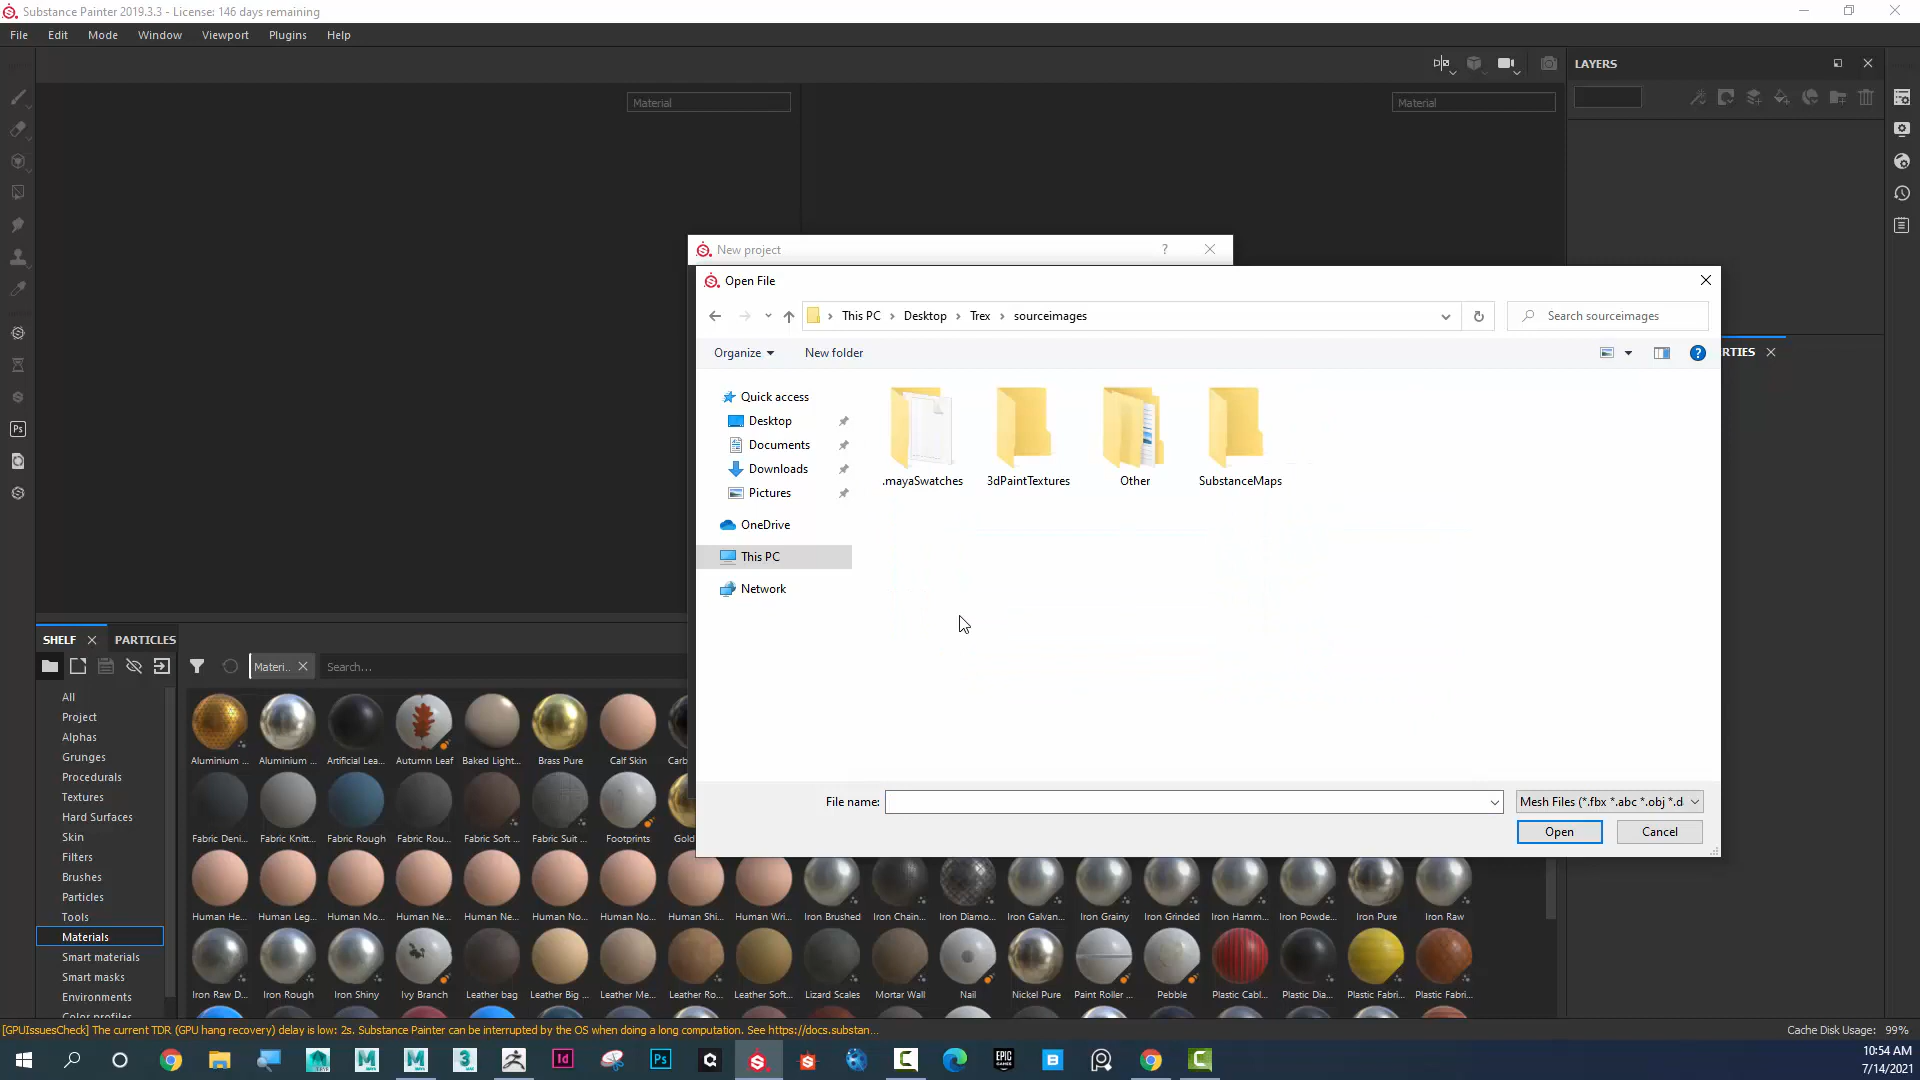 Substance Painter 2019.3.3 - License: 146 days remaining
File Edit Mode Window Viewport Plugins Help
LAYERS
Material Material
New project
Open File
This PC Desktop Trex sourceimages
Search sourceimages
Organize New folder
RTIES
Quick access
Desktop
Documents
Downloads
Pictures
OneDrive
This PC
Network
.mayaSwatches 3dPaintTextures Other SubstanceMaps
File name:
Mesh Files (*.fbx *.abc *.obj *.d
Open Cancel
SHELF PARTICLES
Materi.. Search...
All
Project
Alphas
Grunges
Procedurals
Textures
Hard Surfaces
Skin
Filters
Brushes
Particles
Tools
Materials
Smart materials
Smart masks
Environments
Color profiles
Aluminium ... Aluminium ... Artificial Lea... Autumn Leaf Baked Light... Brass Pure Calf Skin Carb
Fabric Deni... Fabric Knitt... Fabric Rough Fabric Rou... Fabric Soft ... Fabric Suit ... Footprints Gol
Human He... Human Leg... Human Mo... Human Ne... Human Ne... Human No... Human No... Human Shi... Human Wri... Iron Brushed Iron Chain... Iron Diamo... Iron Galvan... Iron Grainy Iron Grinded Iron Hamm... Iron Powde... Iron Pure Iron Raw
Iron Raw D... Iron Rough Iron Shiny Ivy Branch Leather bag Leather Big ... Leather Me... Leather Ro... Leather Soft... Lizard Scales Mortar Wall Nail Nickel Pure Paint Roller ... Pebble Plastic Cabl... Plastic Dia... Plastic Fabri... Plastic Fabri...
[GPUIssuesCheck] The current TDR (GPU hang recovery) delay is low: 2s. Substance Painter can be interrupted by the OS when doing a long computation. See https://docs.substan...
Cache Disk Usage: 99%
10:54 AM
7/14/2021